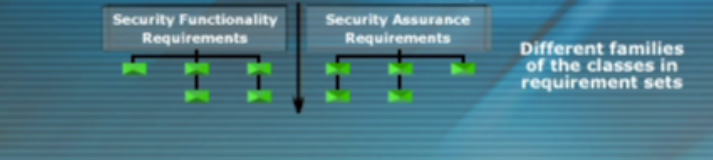 Security Functionality
Requirements
Security Assurance
Requirements
Different families
of the classes in
requirement sets